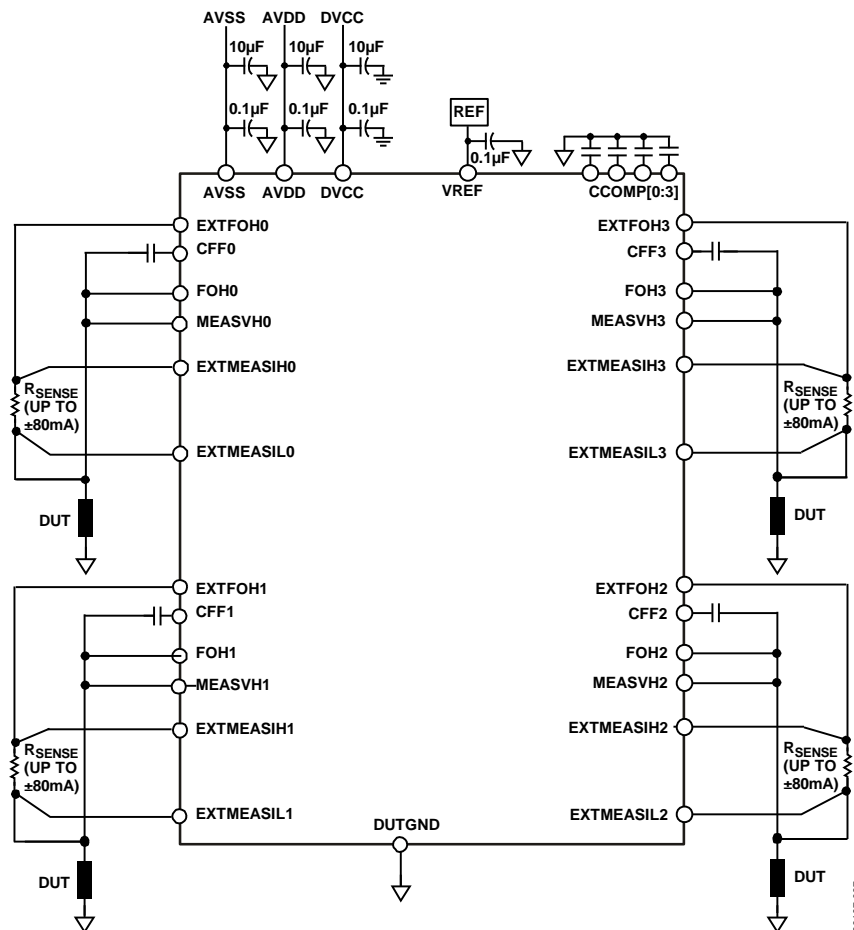 AVSS AVDD DVCC
10µF 10µF 10µF
0.1µF 0.1µF 0.1µF
REF
0.1µF
AVSS AVDD DVCC VREF CCOMP[0:3]
EXTFOH0 EXTFOH3
CFF0 CFF3
FOH0 FOH3
MEASVH0 MEASVH3
EXTMEASIH0 EXTMEASIH3
RSENSE RSENSE
(UP TO (UP TO
±80mA) ±80mA)
EXTMEASIL0 EXTMEASIL3
DUT DUT
EXTFOH1 EXTFOH2
CFF1 CFF2
FOH1 FOH2
MEASVH1 MEASVH2
EXTMEASIH1 EXTMEASIH2
RSENSE RSENSE
(UP TO (UP TO
±80mA) ±80mA)
EXTMEASIL1 EXTMEASIL2
DUTGND
DUT DUT